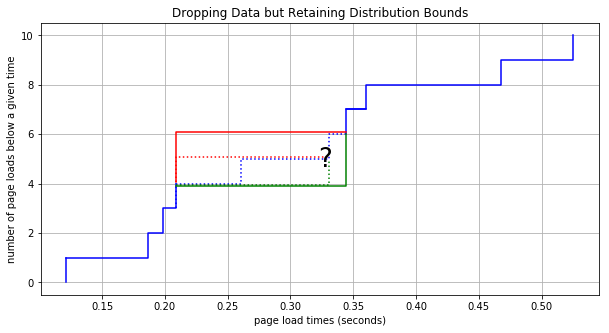 Dropping Data but Retaining Distribution Bounds
number of page loads below a given time
10
8
6
4
2
0
?
0.15 0.20 0.25 0.30 0.35 0.40 0.45 0.50
page load times (seconds)